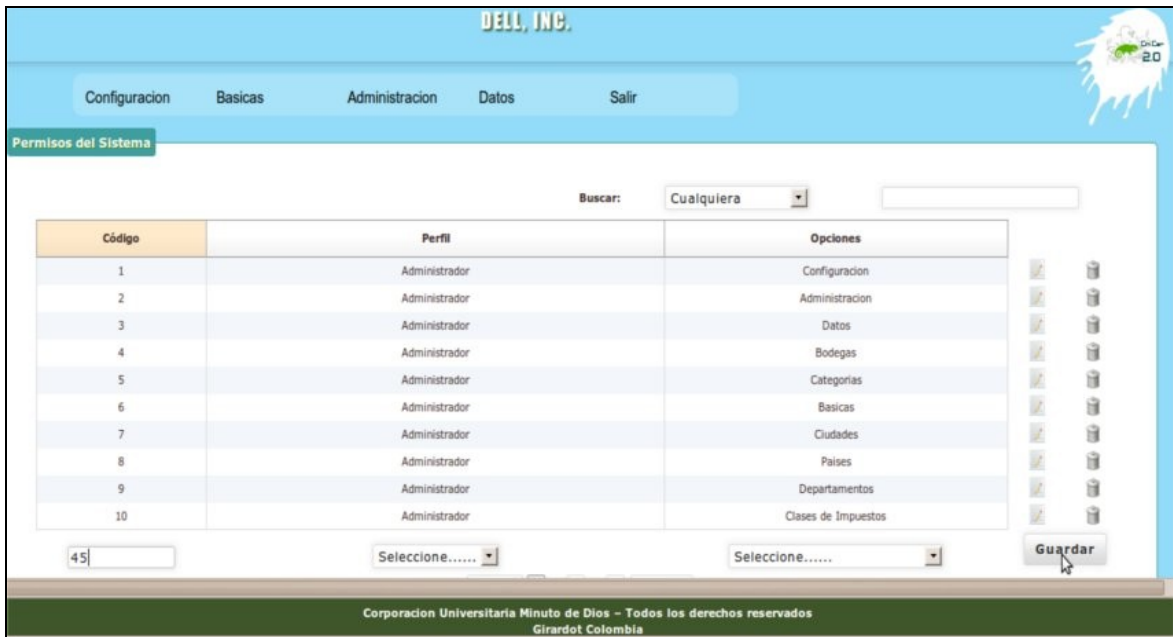 DELL, INC.
DriCar
2.0
Configuracion Basicas Administracion Datos Salir
Permisos del Sistema
Buscar: Cualquiera
Código Perfil Opciones
1 Administrador Configuracion
2 Administrador Administracion
3 Administrador Datos
4 Administrador Bodegas
5 Administrador Categorias
6 Administrador Basicas
7 Administrador Ciudades
8 Administrador Paises
9 Administrador Departamentos
10 Administrador Clases de Impuestos
45 Seleccione...... Seleccione...... Guardar
Corporacion Universitaria Minuto de Dios – Todos los derechos reservados
Girardot Colombia